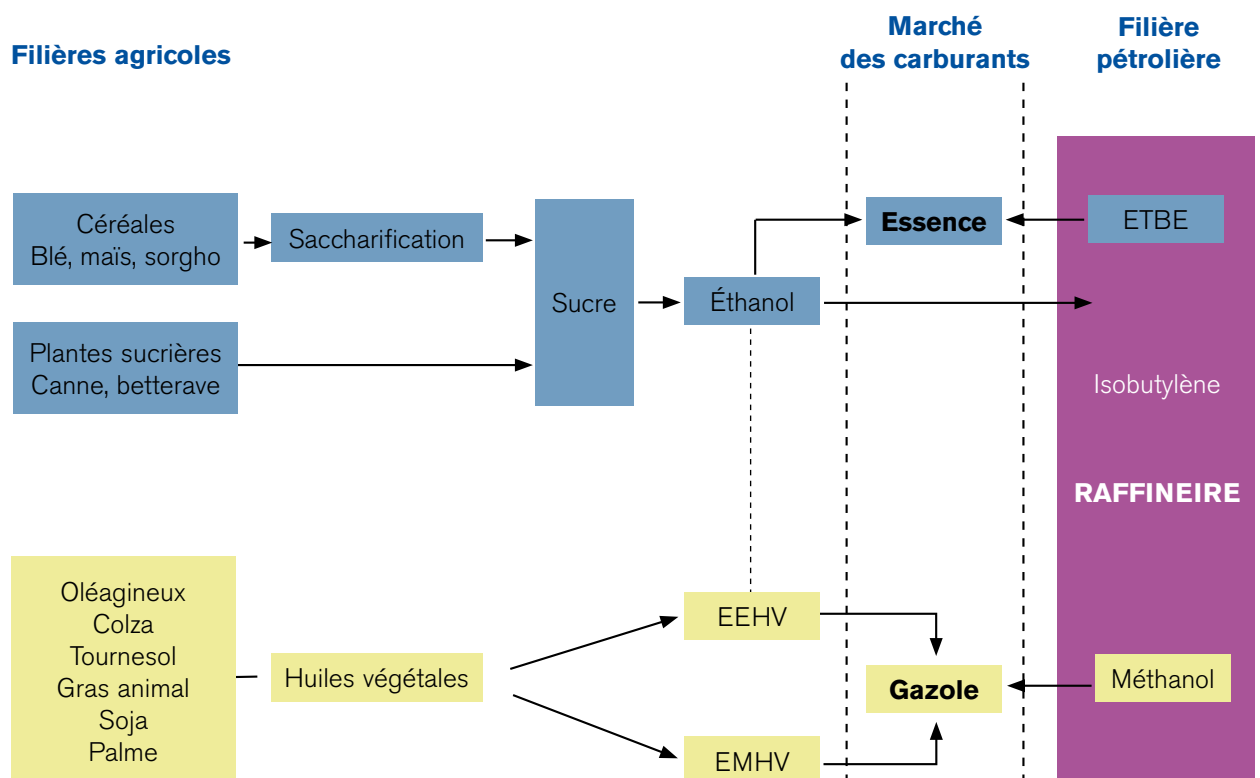 Filières agricoles
Marché
des carburants
Filière
pétrolière
Céréales
Blé, maïs, sorgho
Saccharification
Sucre
Éthanol
Essence
ETBE
Plantes sucrières
Canne, betterave
Isobutylène
RAFFINEIRE
Oléagineux
Colza
Tournesol
Gras animal
Soja
Palme
Huiles végétales
EEHV
EMHV
Gazole
Méthanol